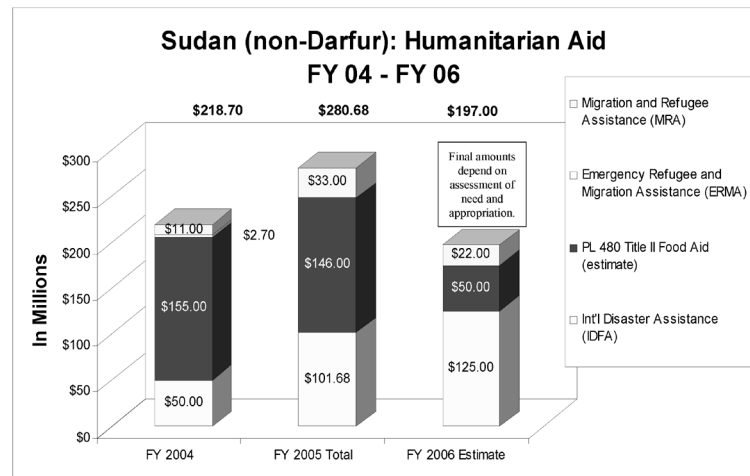 Sudan (non-Darfur): Humanitarian Aid
FY 04 - FY 06
$218.70 $280.68 $197.00
Migration and Refugee
Assistance (MRA)
Emergency Refugee and
Migration Assistance (ERMA)
PL 480 Title II Food Aid
(estimate)
Int'l Disaster Assistance
(IDFA)
Final amounts
depend on
assessment of
need and
appropriation.
In Millions
$300
$250
$200
$150
$100
$50
$0
$11.00
$2.70
$155.00
$50.00
$33.00
$146.00
$101.68
$22.00
$50.00
$125.00
FY 2004 FY 2005 Total FY 2006 Estimate